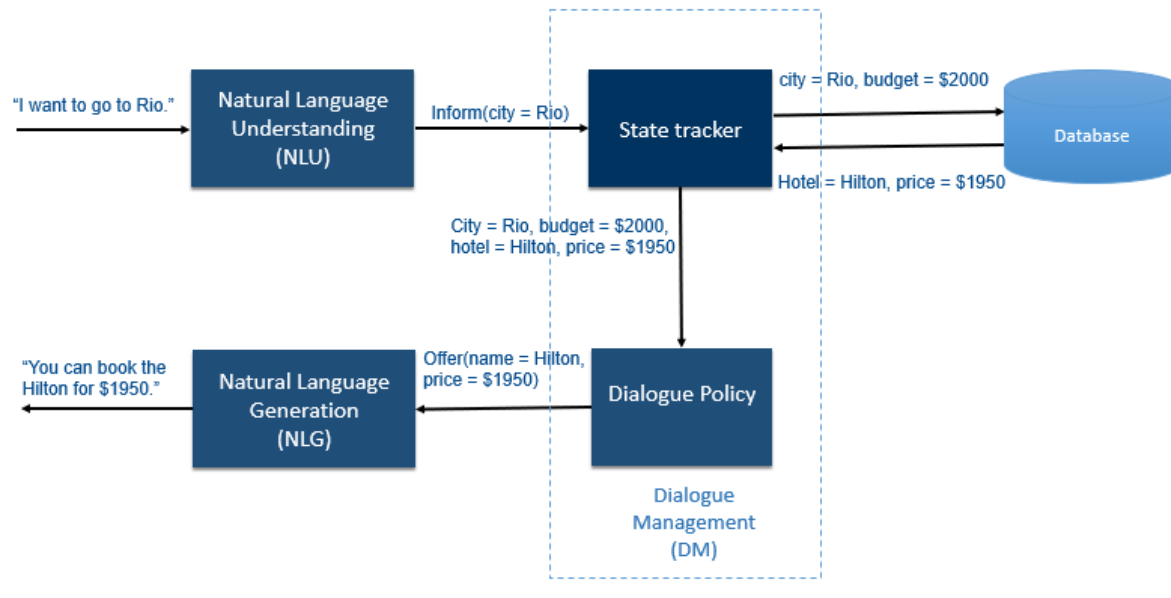 “I want to go to Rio.”
Natural Language
Understanding
(NLU)
Inform(city = Rio)
State tracker
city = Rio, budget = $2000
Database
Hotel = Hilton, price = $1950
City = Rio, budget = $2000,
hotel = Hilton, price = $1950
“You can book the
Hilton for $1950.”
Natural Language
Generation
(NLG)
Offer(name = Hilton,
price = $1950)
Dialogue Policy
Dialogue
Management
(DM)